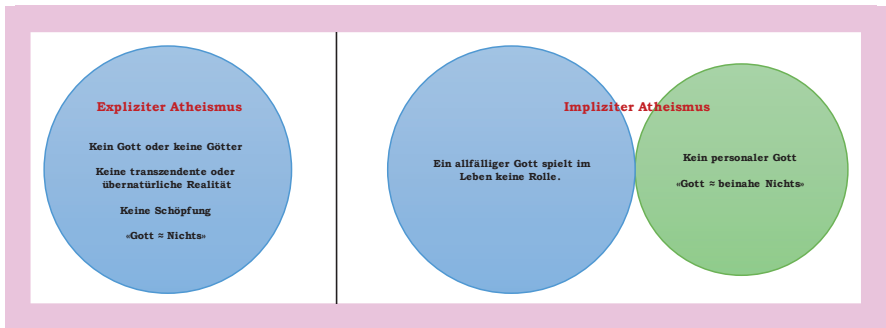 Expliziter Atheismus
Kein Gott oder keine Götter
Keine transzendente oder
übernatürliche Realität
Keine Schöpfung
«Gott ≈ Nichts»
Impliziter Atheismus
Ein allfälliger Gott spielt im
Leben keine Rolle.
Kein personaler Gott
«Gott ≈ beinahe Nichts»